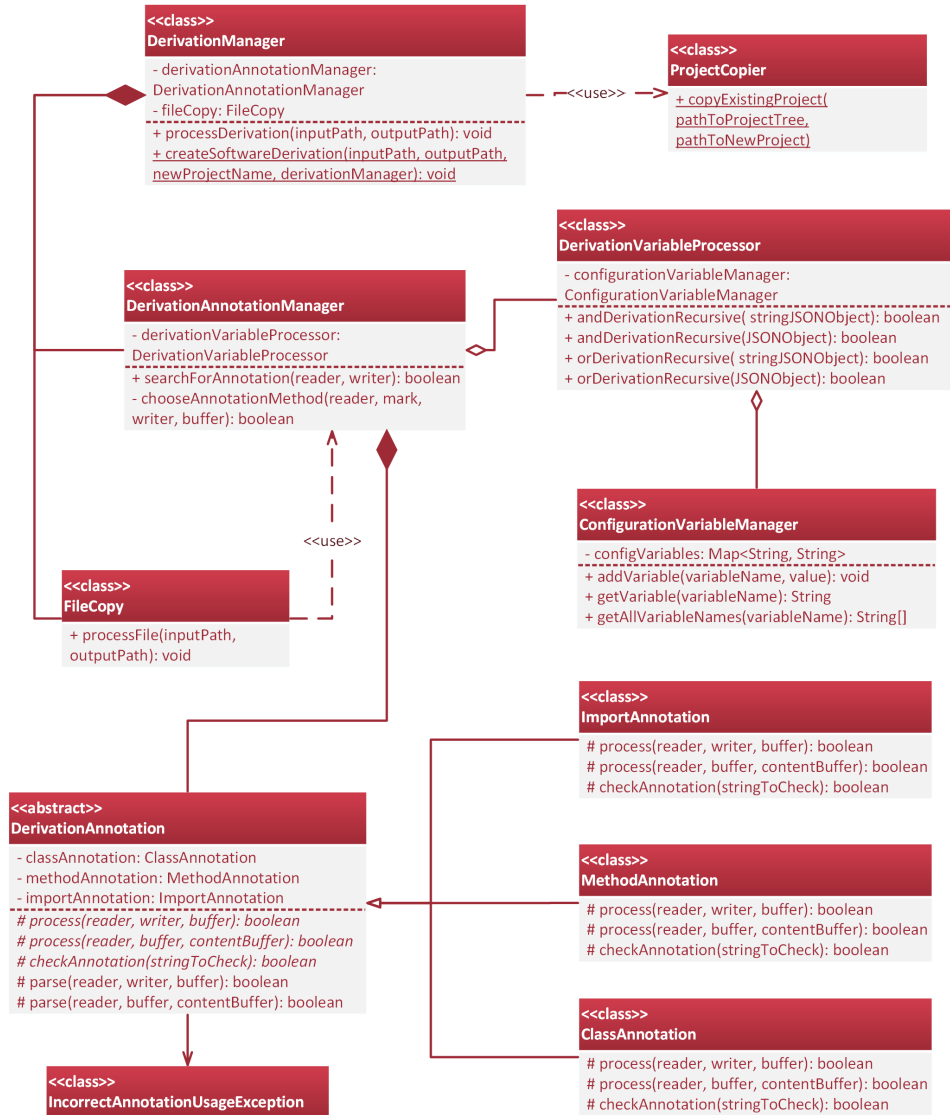 <<class>>
DerivationManager
- derivationAnnotationManager:
DerivationAnnotationManager
- fileCopy: FileCopy
+ processDerivation(inputPath, outputPath): void
+ createSoftwareDerivation(inputPath, outputPath,
newProjectName, derivationManager): void
<<use>>
<<class>>
ProjectCopier
+ copyExistingProject(
pathToProjectTree,
pathToNewProject)
<<class>>
DerivationVariableProcessor
- configurationVariableManager:
ConfigurationVariableManager
+ andDerivationRecursive( stringJSONObject): boolean
+ andDerivationRecursive(JSONObject): boolean
+ orDerivationRecursive( stringJSONObject): boolean
+ orDerivationRecursive(JSONObject): boolean
<<class>>
DerivationAnnotationManager
- derivationVariableProcessor:
DerivationVariableProcessor
+ searchForAnnotation(reader, writer): boolean
- chooseAnnotationMethod(reader, mark,
writer, buffer): boolean
<<use>>
<<class>>
ConfigurationVariableManager
- configVariables: Map<String, String>
+ addVariable(variableName, value): void
+ getVariable(variableName): String
+ getAllVariableNames(variableName): String[]
<<class>>
FileCopy
+ processFile(inputPath,
outputPath): void
<<class>>
ImportAnnotation
# process(reader, writer, buffer): boolean
# process(reader, buffer, contentBuffer): boolean
# checkAnnotation(stringToCheck): boolean
<<abstract>>
DerivationAnnotation
- classAnnotation: ClassAnnotation
- methodAnnotation: MethodAnnotation
- importAnnotation: ImportAnnotation
# process(reader, writer, buffer): boolean
# process(reader, buffer, contentBuffer): boolean
# checkAnnotation(stringToCheck): boolean
# parse(reader, writer, buffer): boolean
# parse(reader, buffer, contentBuffer): boolean
<<class>>
MethodAnnotation
# process(reader, writer, buffer): boolean
# process(reader, buffer, contentBuffer): boolean
# checkAnnotation(stringToCheck): boolean
<<class>>
ClassAnnotation
# process(reader, writer, buffer): boolean
# process(reader, buffer, contentBuffer): boolean
# checkAnnotation(stringToCheck): boolean
<<class>>
IncorrectAnnotationUsageException